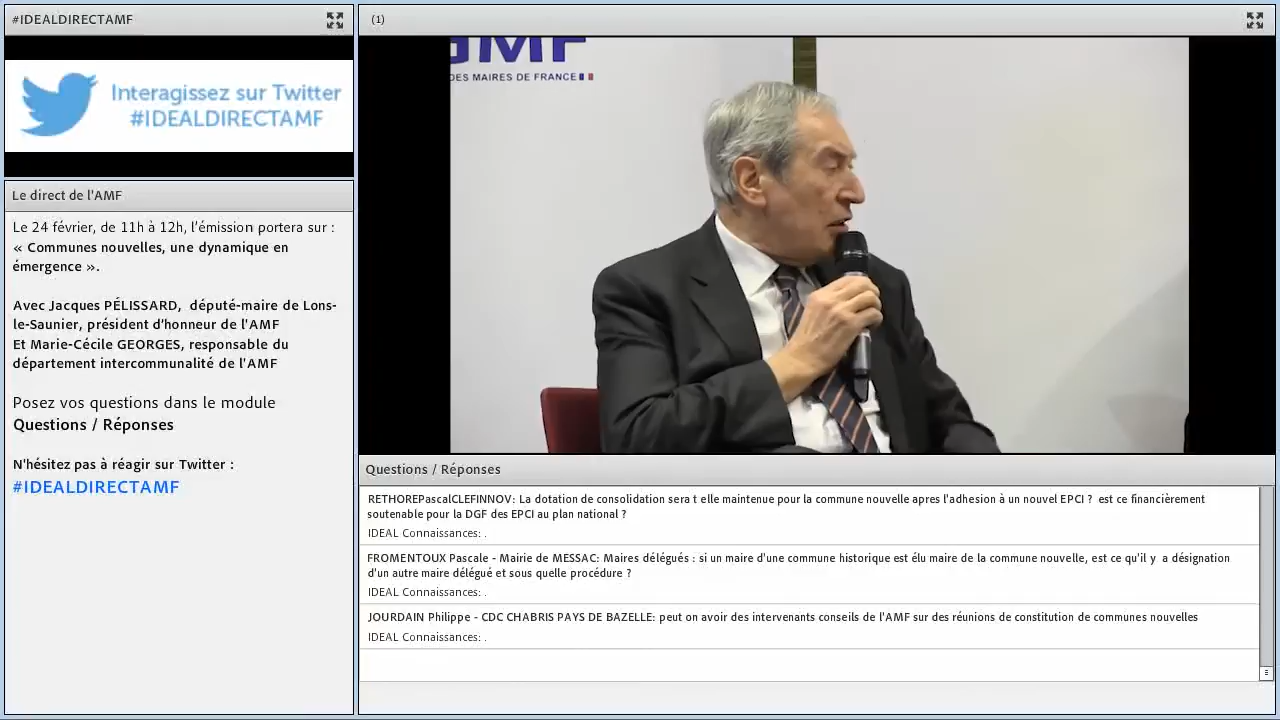 #IDEALDIRECTAMF
Interagissez sur Twitter
#IDEALDIRECTAMF
Le direct de l'AMF
Le 24 février, de 11h à 12h, l’émission portera sur :
« Communes nouvelles, une dynamique en
émergence ».
Avec Jacques PÉLISSARD, député-maire de Lons-
le-Saunier, président d’honneur de l'AMF
Et Marie-Cécile GEORGES, responsable du
département intercommunalité de l'AMF
Posez vos questions dans le module
Questions / Réponses
N'hésitez pas à réagir sur Twitter :
#IDEALDIRECTAMF
(1)
DES MAIRES DE FRANCE
Questions / Réponses
RETHOREPascalCLEFINNOV: La dotation de consolidation sera t elle maintenue pour la commune nouvelle apres l'adhesion à un nouvel EPCI ? est ce financièrement
soutenable pour la DGF des EPCI au plan national ?
IDEAL Connaissances: .
FROMENTOUX Pascale - Mairie de MESSAC: Maires délégués : si un maire d'une commune historique est élu maire de la commune nouvelle, est ce qu'il y a désignation
d'un autre maire délégué et sous quelle procédure ?
IDEAL Connaissances: .
JOURDAIN Philippe - CDC CHABRIS PAYS DE BAZELLE: peut on avoir des intervenants conseils de l'AMF sur des réunions de constitution de communes nouvelles
IDEAL Connaissances: .